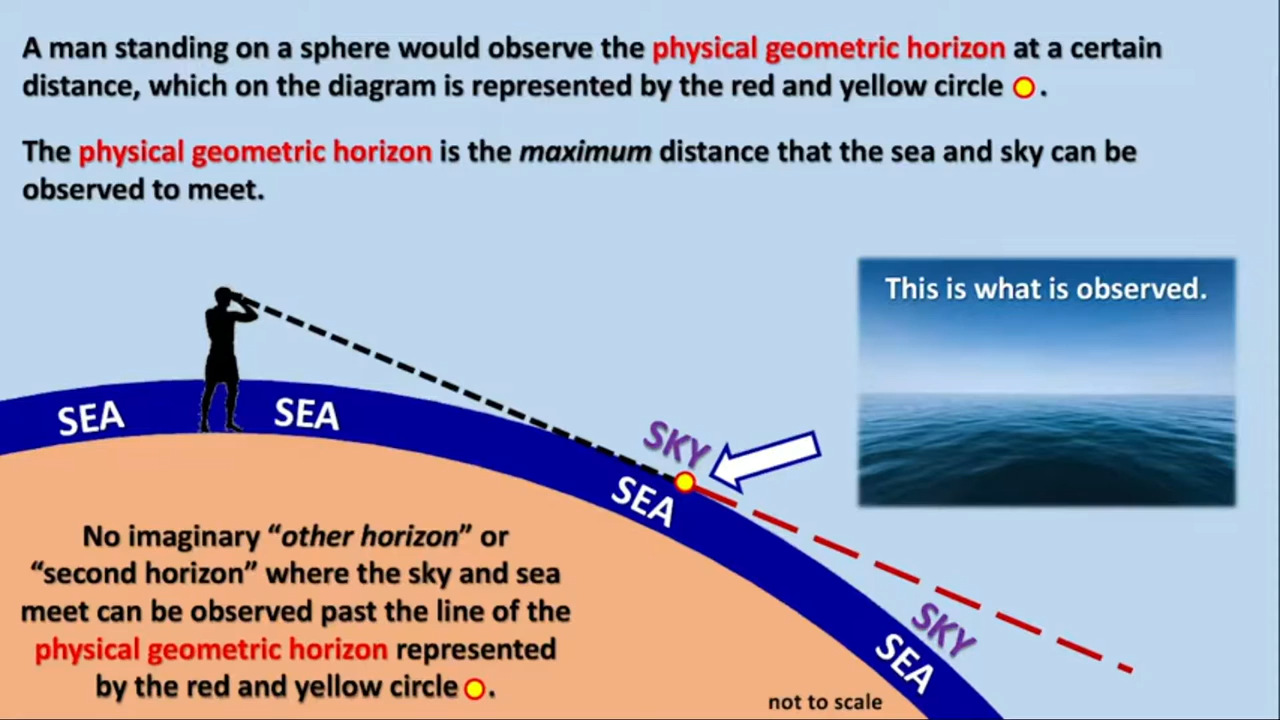 A man standing on a sphere would observe the physical geometric horizon at a certain
distance, which on the diagram is represented by the red and yellow circle .
The physical geometric horizon is the maximum distance that the sea and sky can be
observed to meet.
This is what is observed.
SEA
SEA
SKY
SEA
No imaginary “other horizon” or
“second horizon” where the sky and sea
meet can be observed past the line of the
physical geometric horizon represented
by the red and yellow circle .
SKY
SEA
not to scale